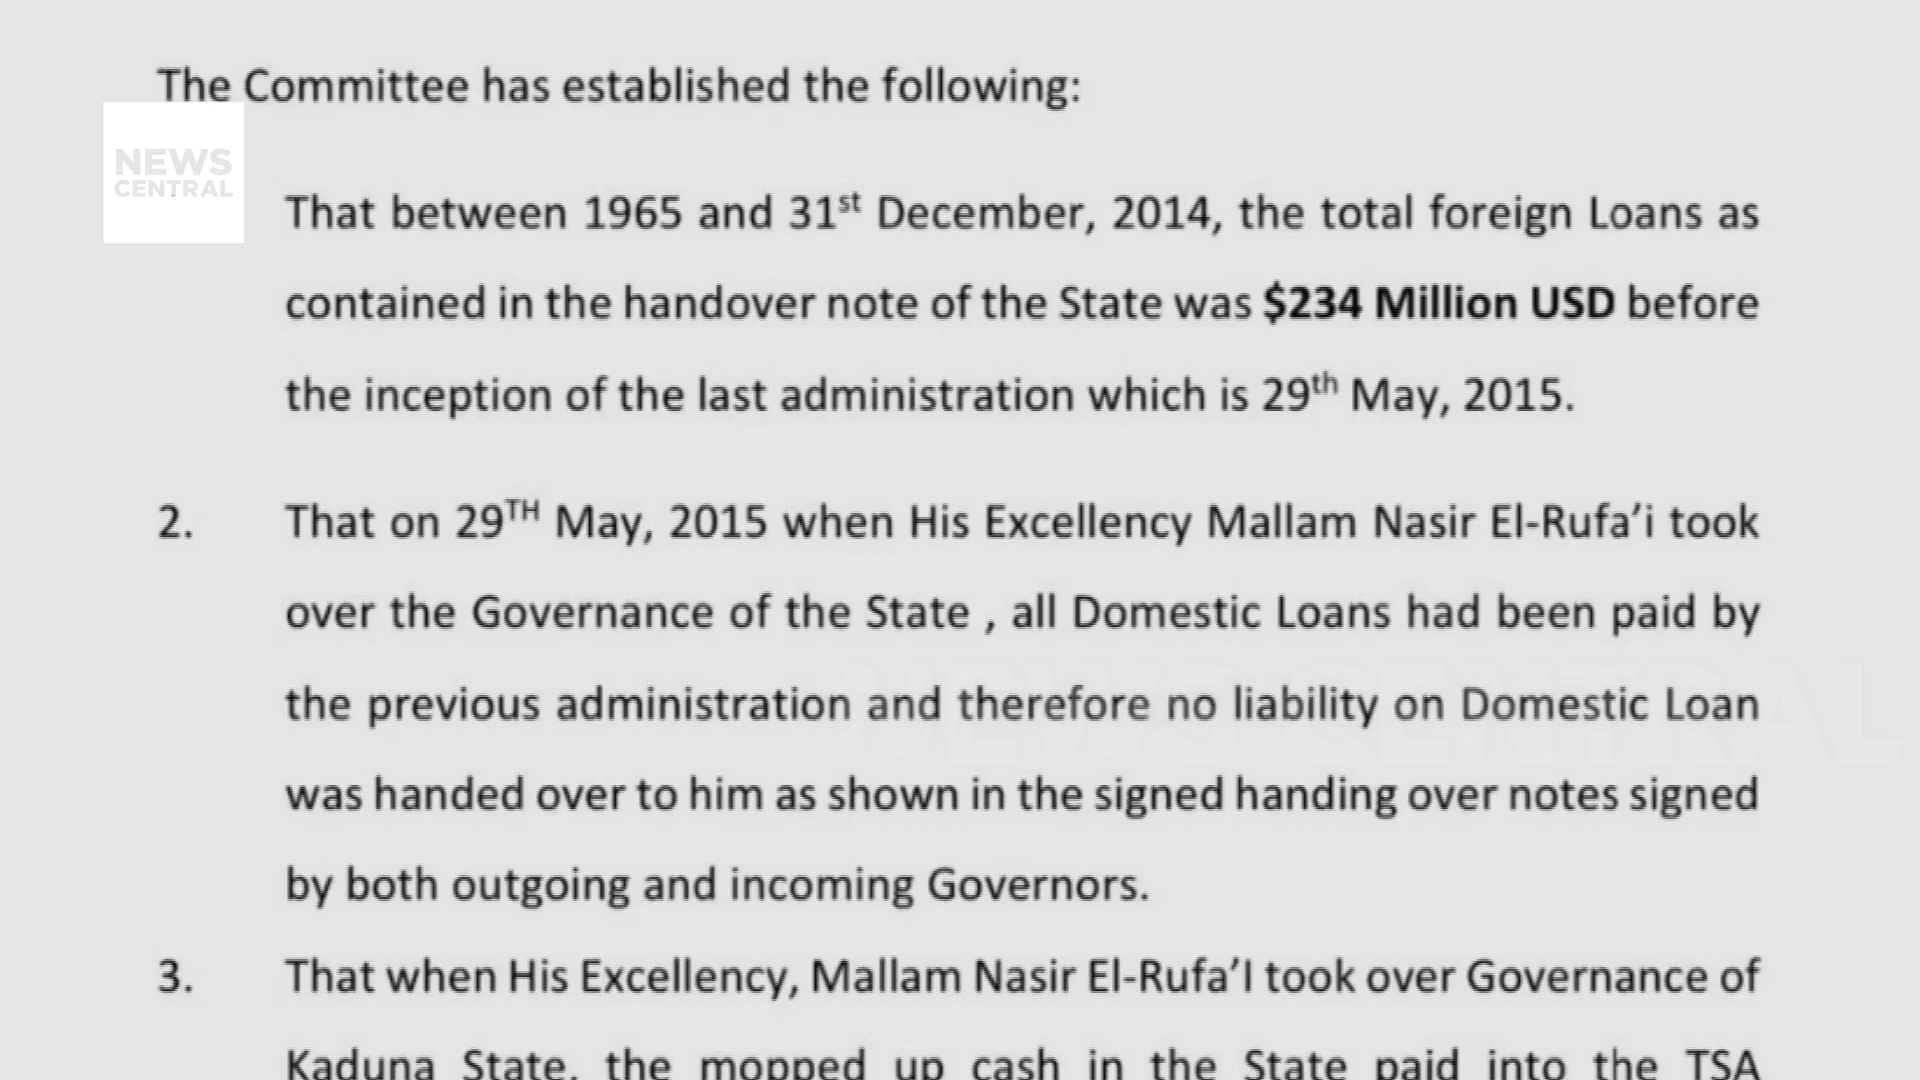 The Committee has established the following:
NEWS
CENTRAL
That between 1965 and 31st December, 2014, the total foreign Loans as
contained in the handover note of the State was $234 Million USD before
the inception of the last administration which is 29th May, 2015.
2. That on 29TH May, 2015 when His Excellency Mallam Nasir El-Rufa’i took
over the Governance of the State , all Domestic Loans had been paid by
the previous administration and therefore no liability on Domestic Loan
NEWS CENTRAL
was handed over to him as shown in the signed handing over notes signed
by both outgoing and incoming Governors.
3. That when His Excellency, Mallam Nasir El-Rufa’I took over Governance of
Kaduna State, the mopped up cash in the State paid into the TSA